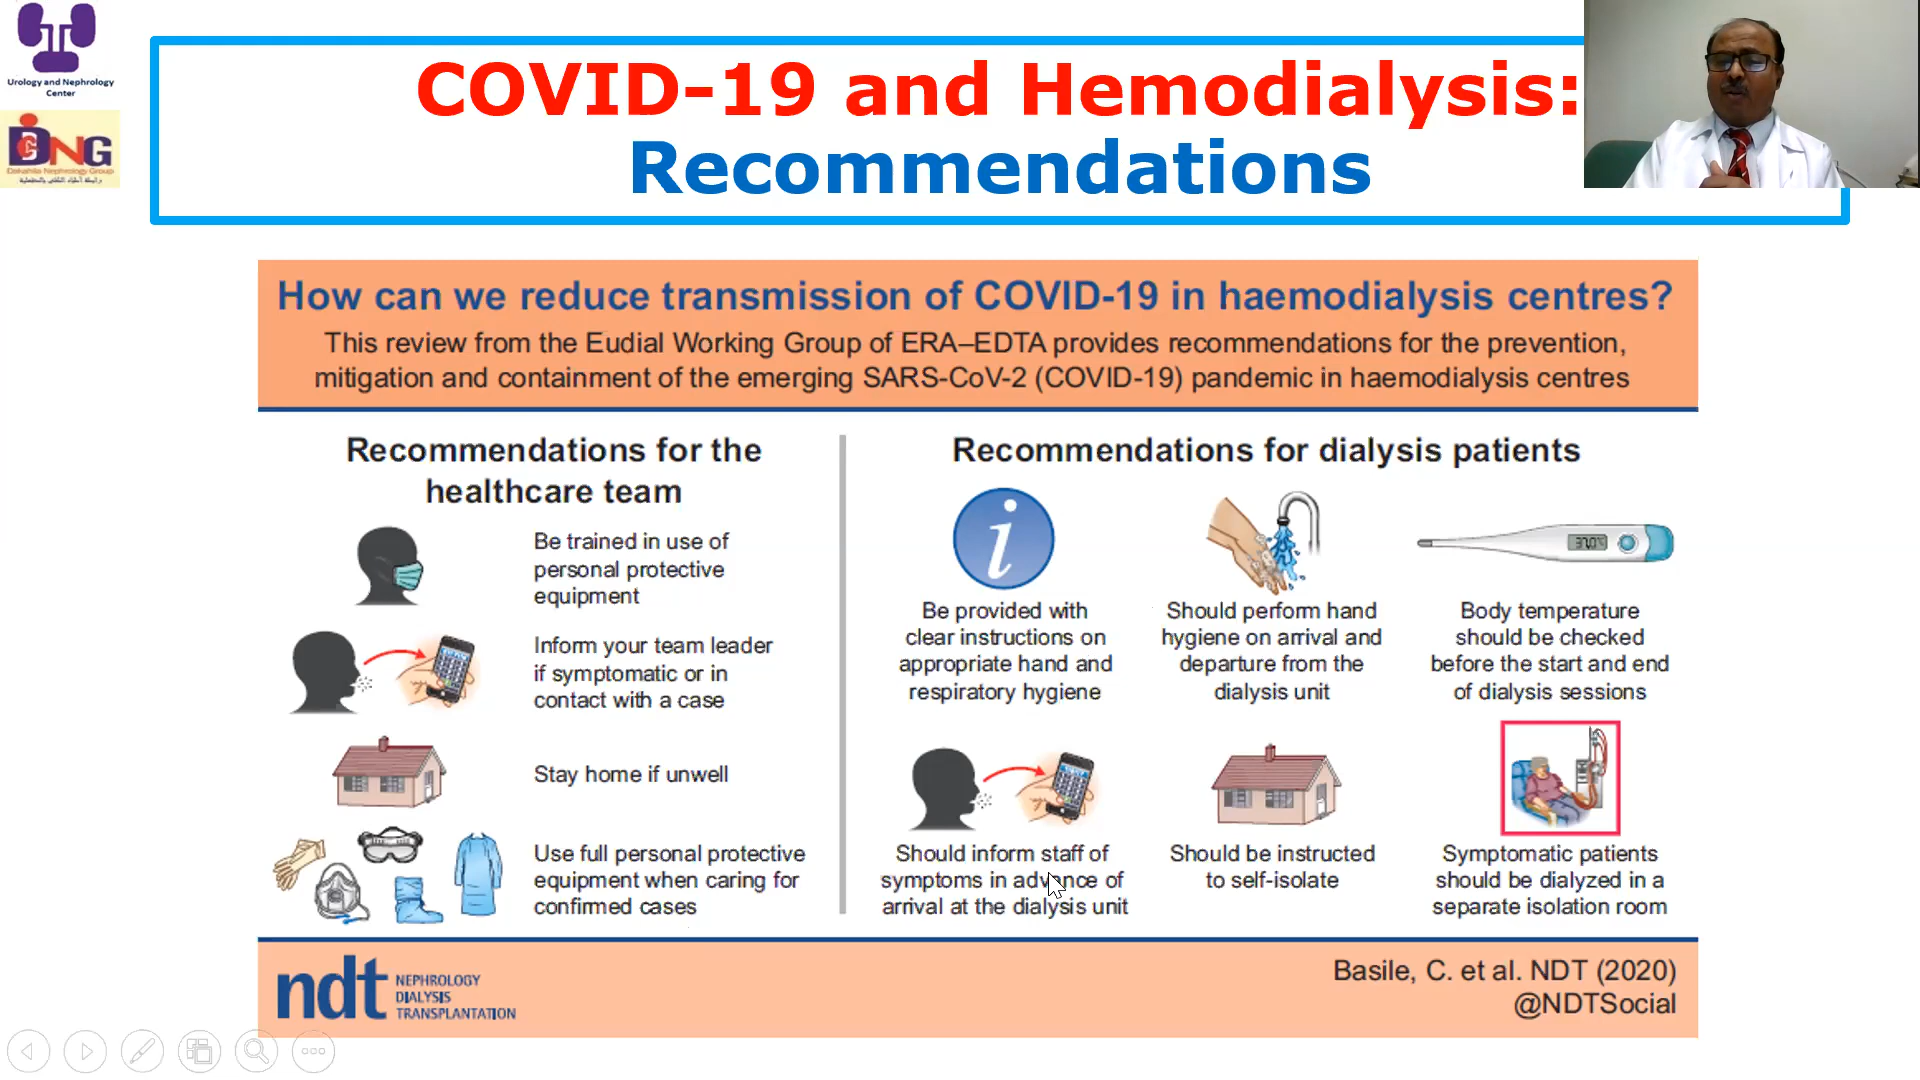 Urology and Nephrology
Center
DNG
Dakahlia Nephrology Group
COVID-19 and Hemodialysis:
Recommendations
How can we reduce transmission of COVID-19 in haemodialysis centres?
This review from the Eudial Working Group of ERA–EDTA provides recommendations for the prevention,
mitigation and containment of the emerging SARS-CoV-2 (COVID-19) pandemic in haemodialysis centres
Recommendations for the
healthcare team
Be trained in use of
personal protective
equipment
Inform your team leader
if symptomatic or in
contact with a case
Stay home if unwell
Use full personal protective
equipment when caring for
confirmed cases
Recommendations for dialysis patients
i
Be provided with
clear instructions on
appropriate hand and
respiratory hygiene
Should perform hand
hygiene on arrival and
departure from the
dialysis unit
37.0°c
Body temperature
should be checked
before the start and end
of dialysis sessions
Should inform staff of
symptoms in advance of
arrival at the dialysis unit
Should be instructed
to self-isolate
Symptomatic patients
should be dialyzed in a
separate isolation room
ndt NEPHROLOGY
DIALYSIS
TRANSPLANTATION
Basile, C. et al. NDT (2020)
@NDTSocial